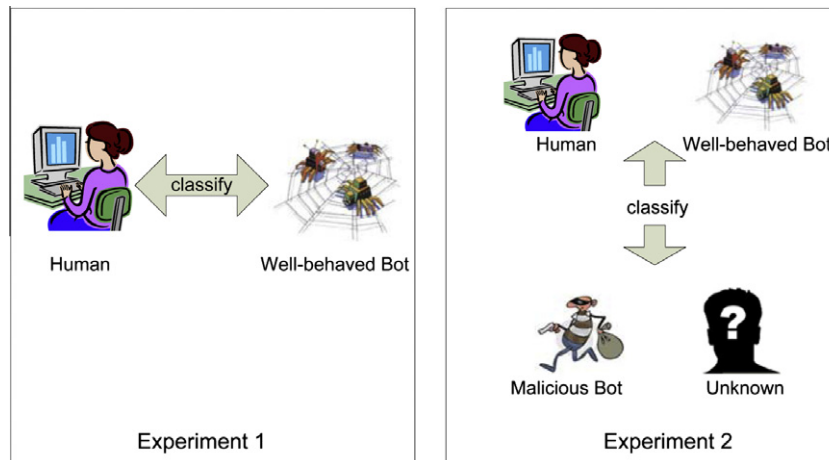 classify
Human
Well-behaved Bot
Experiment 1
Human
Well-behaved Bot
classify
?
Malicious Bot
Unknown
Experiment 2